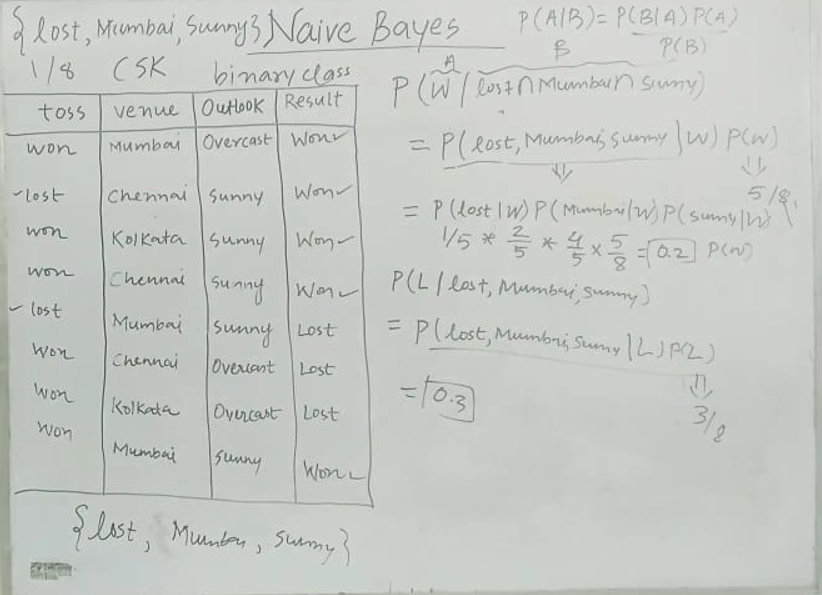 {lost, Mumbai, Sunny} Naive Bayes
P(A|B) = P(B|A) P(A)
P(B)
1/8 CSK binary class
toss venue Outlook Result
won Mumbai Overcast Won
lost Chennai Sunny Won
won Kolkata Sunny Won
won Chennai Sunny Won
lost Mumbai Sunny Lost
Won Chennai Overcast Lost
Won Kolkata Overcast Lost
Won Mumbai Sunny Won
{lost, Mumbai, Sunny}
A B
P(W / lost ∩ Mumbai ∩ Sunny)
= P(lost, Mumbai, Sunny | W) P(W)
5/8
= P(lost | W) P(Mumbai | W) P(Sunny | W)
P(W)
1/5 * 2/5 * 4/5 × 5/8 = 0.2
P(L / lost, Mumbai, Sunny)
= P(lost, Mumbai, Sunny | L) P(L)
3/8
= 0.3